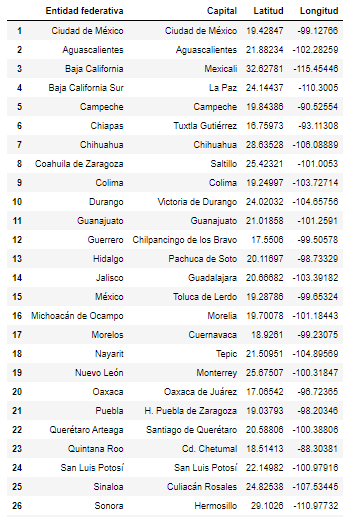 Entidad federativa Capital Latitud Longitud
1 Ciudad de México Ciudad de México 19.42847 -99.12766
2 Aguascalientes Aguascalientes 21.88234 -102.28259
3 Baja California Mexicali 32.62781 -115.45446
4 Baja California Sur La Paz 24.14437 -110.3005
5 Campeche Campeche 19.84386 -90.52554
6 Chiapas Tuxtla Gutiérrez 16.75973 -93.11308
7 Chihuahua Chihuahua 28.63528 -106.08889
8 Coahuila de Zaragoza Saltillo 25.42321 -101.0053
9 Colima Colima 19.24997 -103.72714
10 Durango Victoria de Durango 24.02032 -104.65756
11 Guanajuato Guanajuato 21.01858 -101.2591
12 Guerrero Chilpancingo de los Bravo 17.5506 -99.50578
13 Hidalgo Pachuca de Soto 20.11697 -98.73329
14 Jalisco Guadalajara 20.66682 -103.39182
15 México Toluca de Lerdo 19.28786 -99.65324
16 Michoacán de Ocampo Morelia 19.70078 -101.18443
17 Morelos Cuernavaca 18.9261 -99.23075
18 Nayarit Tepic 21.50951 -104.89569
19 Nuevo León Monterrey 25.67507 -100.31847
20 Oaxaca Oaxaca de Juárez 17.06542 -96.72365
21 Puebla H. Puebla de Zaragoza 19.03793 -98.20346
22 Querétaro Arteaga Santiago de Querétaro 20.58806 -100.38806
23 Quintana Roo Cd. Chetumal 18.51413 -88.30381
24 San Luis Potosí San Luis Potosí 22.14982 -100.97916
25 Sinaloa Culiacán Rosales 24.82538 -107.53445
26 Sonora Hermosillo 29.1026 -110.97732